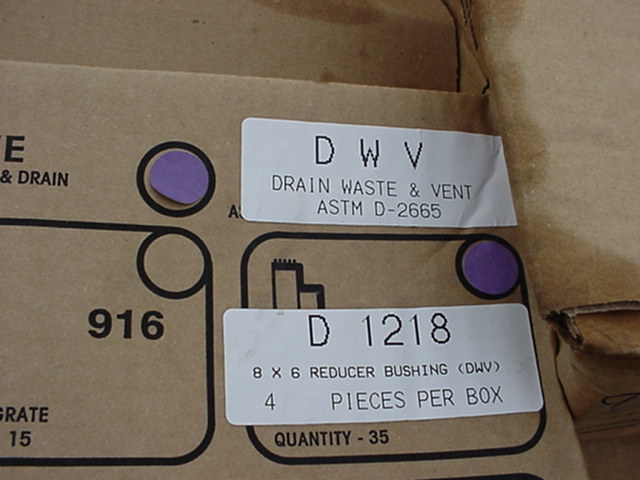 E
& DRAIN
D W V
DRAIN WASTE & VENT
ASTM D-2665
916
D 1218
8 X 6 REDUCER BUSHING (DWV)
4 PIECES PER BOX
GRATE
15
QUANTITY - 35